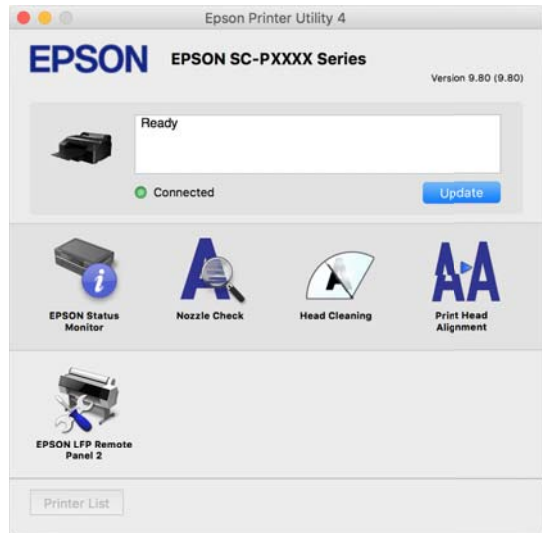 Epson Printer Utility 4
EPSON
EPSON SC-PXXXX Series
Version 9.80 (9.80)
Ready
Connected
Update
EPSON Status
Monitor
Nozzle Check
Head Cleaning
Print Head
Alignment
EPSON LFP Remote
Panel 2
Printer List